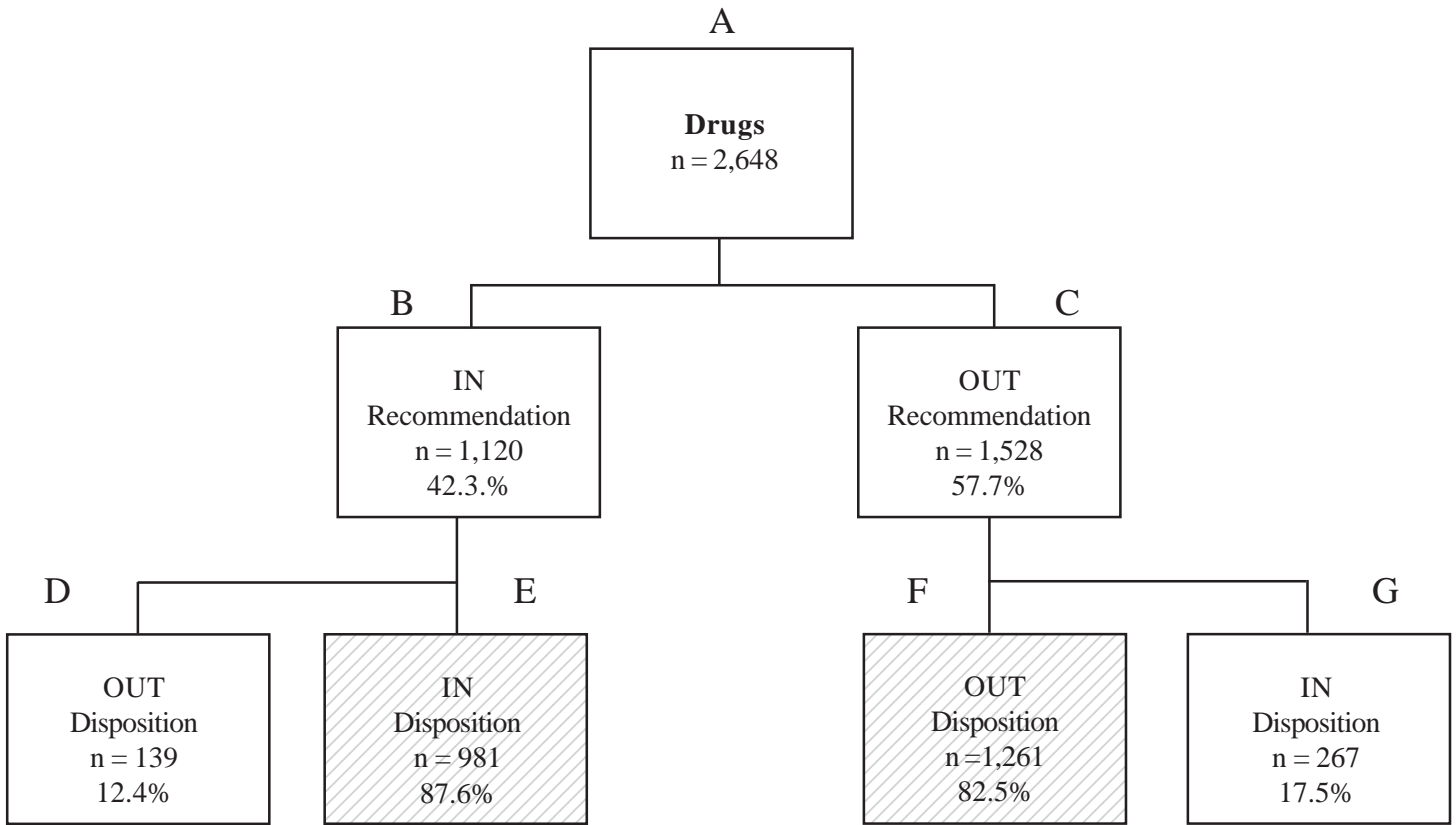 A
Drugs
n = 2,648
B
IN
Recommendation
n = 1,120
42.3.%
C
OUT
Recommendation
n = 1,528
57.7%
D
OUT
Disposition
n = 139
12.4%
E
IN
Disposition
n = 981
87.6%
F
OUT
Disposition
n =1,261
82.5%
G
IN
Disposition
n = 267
17.5%